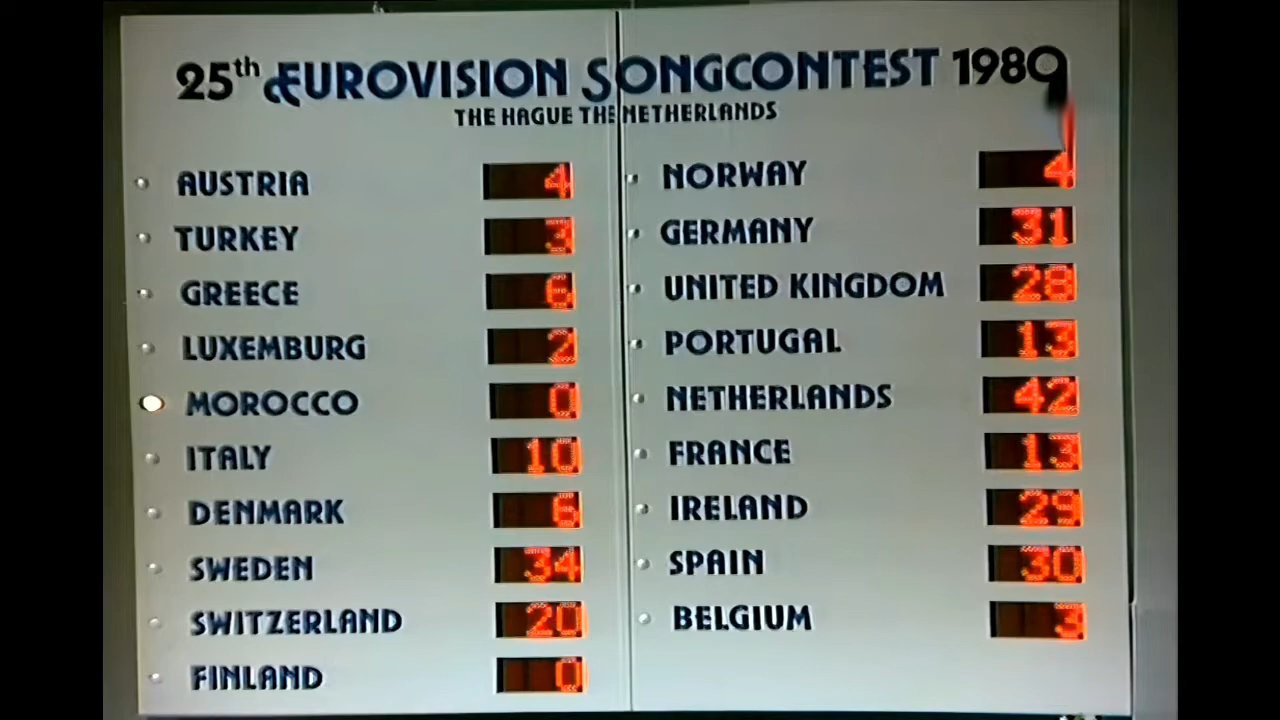 25th EUROVISION SONGCONTEST 1980
THE HAGUE THE NETHERLANDS
AUSTRIA 4
TURKEY 3
GREECE 6
LUXEMBURG 2
MOROCCO 0
ITALY 10
DENMARK 6
SWEDEN 34
SWITZERLAND 20
FINLAND 0
NORWAY 4
GERMANY 31
UNITED KINGDOM 28
PORTUGAL 13
NETHERLANDS 42
FRANCE 13
IRELAND 29
SPAIN 30
BELGIUM 3